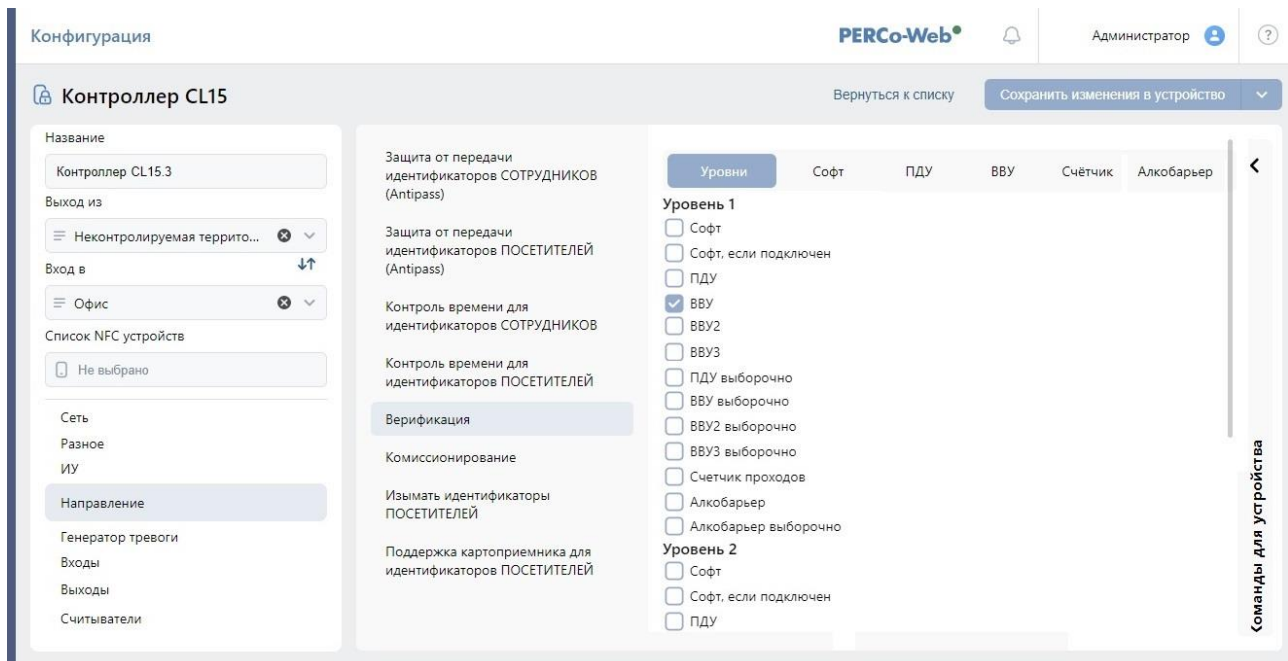 Конфигурация
PERCo-Web
Администратор
?
Контроллер CL15
Вернуться к списку
Сохранить изменения в устройство
Название
Контроллер CL15.3
Выход из
Неконтролируемая террито...
Вход в
Офис
Список NFC устройств
Не выбрано
Сеть
Разное
ИУ
Направление
Генератор тревоги
Входы
Выходы
Считыватели
Защита от передачи
идентификаторов СОТРУДНИКОВ
(Antipass)
Защита от передачи
идентификаторов ПОСЕТИТЕЛЕЙ
(Antipass)
Контроль времени для
идентификаторов СОТРУДНИКОВ
Контроль времени для
идентификаторов ПОСЕТИТЕЛЕЙ
Верификация
Комиссионирование
Изымать идентификаторы
ПОСЕТИТЕЛЕЙ
Поддержка картоприемника для
идентификаторов ПОСЕТИТЕЛЕЙ
Уровни Софт ПДУ ВВУ Счётчик Алкобарьер
Уровень 1
Софт
Софт, если подключен
ПДУ
ВВУ
ВВУ2
ВВУ3
ПДУ выборочно
ВВУ выборочно
ВВУ2 выборочно
ВВУ3 выборочно
Счетчик проходов
Алкобарьер
Алкобарьер выборочно
Уровень 2
Софт
Софт, если подключен
ПДУ
Команды для устройства